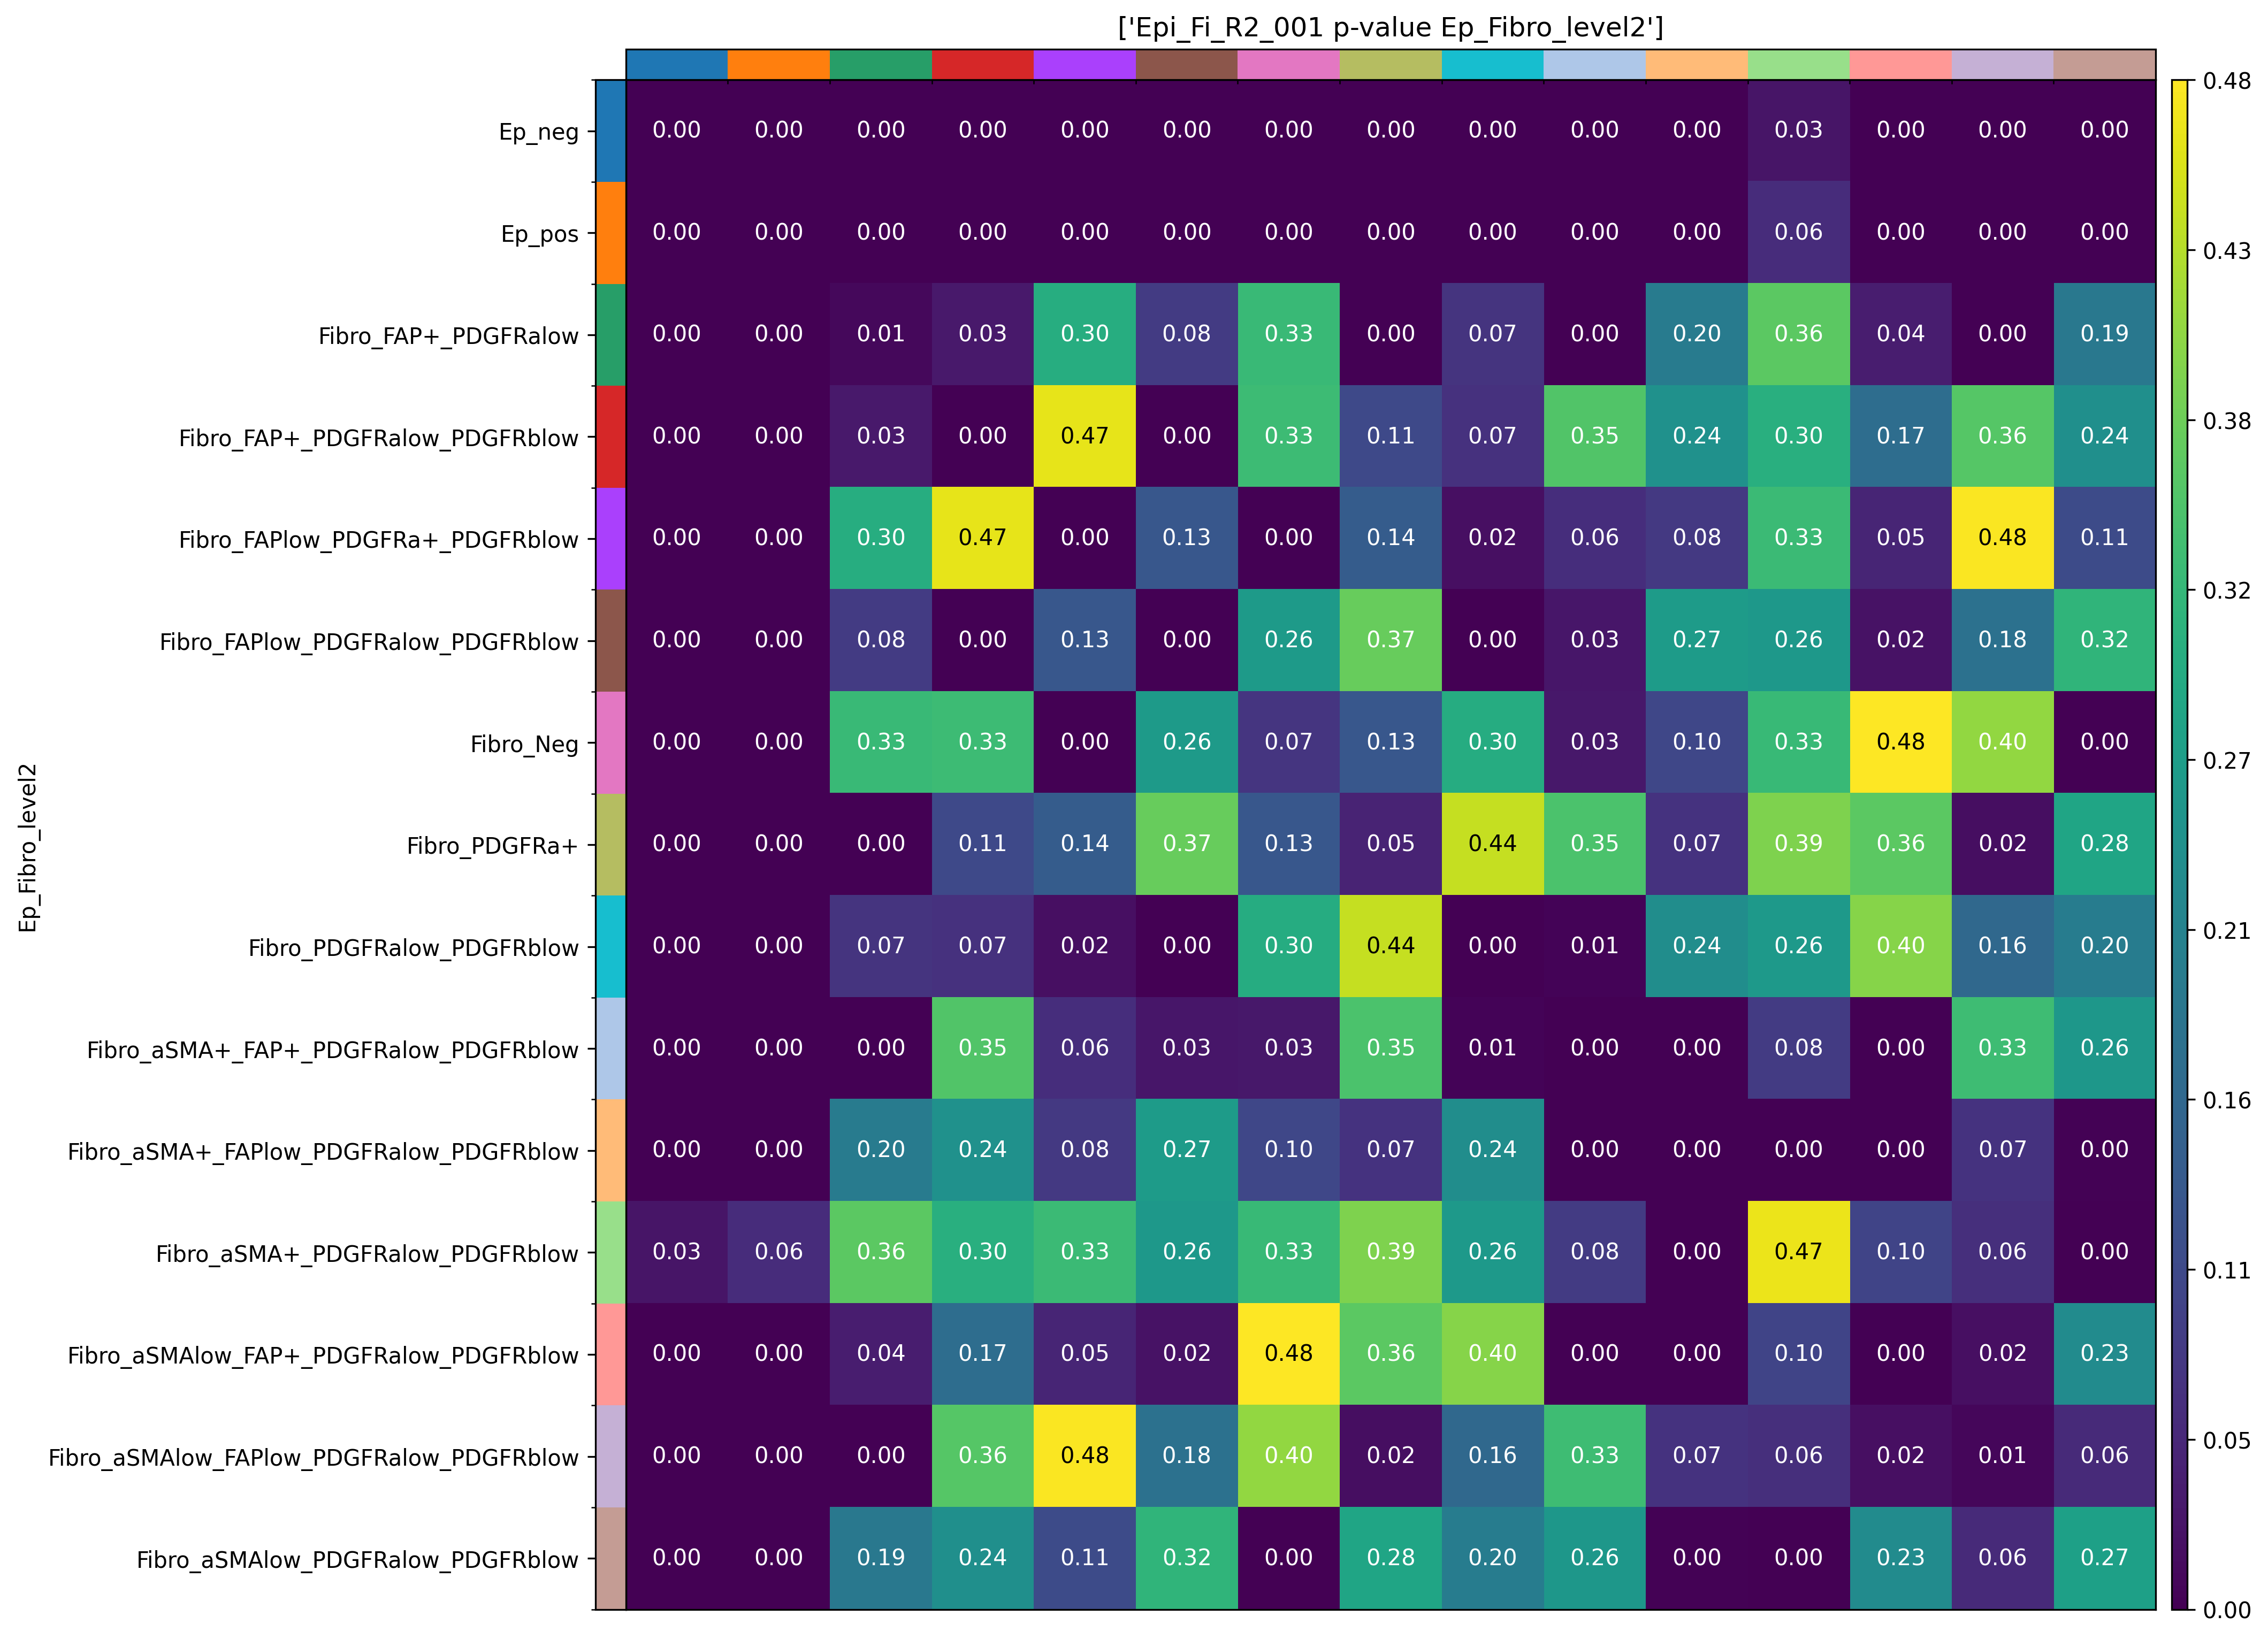 ['Epi_Fi_R2_001 p-value Ep_Fibro_level2']
Ep_neg 0.00 0.00 0.00 0.00 0.00 0.00 0.00 0.00 0.00 0.00 0.00 0.03 0.00 0.00 0.00
Ep_pos 0.00 0.00 0.00 0.00 0.00 0.00 0.00 0.00 0.00 0.00 0.00 0.06 0.00 0.00 0.00
Fibro_FAP+_PDGFRalow 0.00 0.00 0.01 0.03 0.30 0.08 0.33 0.00 0.07 0.00 0.20 0.36 0.04 0.00 0.19
Fibro_FAP+_PDGFRalow_PDGFRblow 0.00 0.00 0.03 0.00 0.47 0.00 0.33 0.11 0.07 0.35 0.24 0.30 0.17 0.36 0.24
Fibro_FAPlow_PDGFRa+_PDGFRblow 0.00 0.00 0.30 0.47 0.00 0.13 0.00 0.14 0.02 0.06 0.08 0.33 0.05 0.48 0.11
Fibro_FAPlow_PDGFRalow_PDGFRblow 0.00 0.00 0.08 0.00 0.13 0.00 0.26 0.37 0.00 0.03 0.27 0.26 0.02 0.18 0.32
Fibro_Neg 0.00 0.00 0.33 0.33 0.00 0.26 0.07 0.13 0.30 0.03 0.10 0.33 0.48 0.40 0.00
Fibro_PDGFRa+ 0.00 0.00 0.00 0.11 0.14 0.37 0.13 0.05 0.44 0.35 0.07 0.39 0.36 0.02 0.28
Fibro_PDGFRalow_PDGFRblow 0.00 0.00 0.07 0.07 0.02 0.00 0.30 0.44 0.00 0.01 0.24 0.26 0.40 0.16 0.20
Fibro_aSMA+_FAP+_PDGFRalow_PDGFRblow 0.00 0.00 0.00 0.35 0.06 0.03 0.03 0.35 0.01 0.00 0.00 0.08 0.00 0.33 0.26
Fibro_aSMA+_FAPlow_PDGFRalow_PDGFRblow 0.00 0.00 0.20 0.24 0.08 0.27 0.10 0.07 0.24 0.00 0.00 0.00 0.00 0.07 0.00
Fibro_aSMA+_PDGFRalow_PDGFRblow 0.03 0.06 0.36 0.30 0.33 0.26 0.33 0.39 0.26 0.08 0.00 0.47 0.10 0.06 0.00
Fibro_aSMAlow_FAP+_PDGFRalow_PDGFRblow 0.00 0.00 0.04 0.17 0.05 0.02 0.48 0.36 0.40 0.00 0.00 0.10 0.00 0.02 0.23
Fibro_aSMAlow_FAPlow_PDGFRalow_PDGFRblow 0.00 0.00 0.00 0.36 0.48 0.18 0.40 0.02 0.16 0.33 0.07 0.06 0.02 0.01 0.06
Fibro_aSMAlow_PDGFRalow_PDGFRblow 0.00 0.00 0.19 0.24 0.11 0.32 0.00 0.28 0.20 0.26 0.00 0.00 0.23 0.06 0.27
Ep_Fibro_level2
0.48
0.43
0.38
0.32
0.27
0.21
0.16
0.11
0.05
0.00